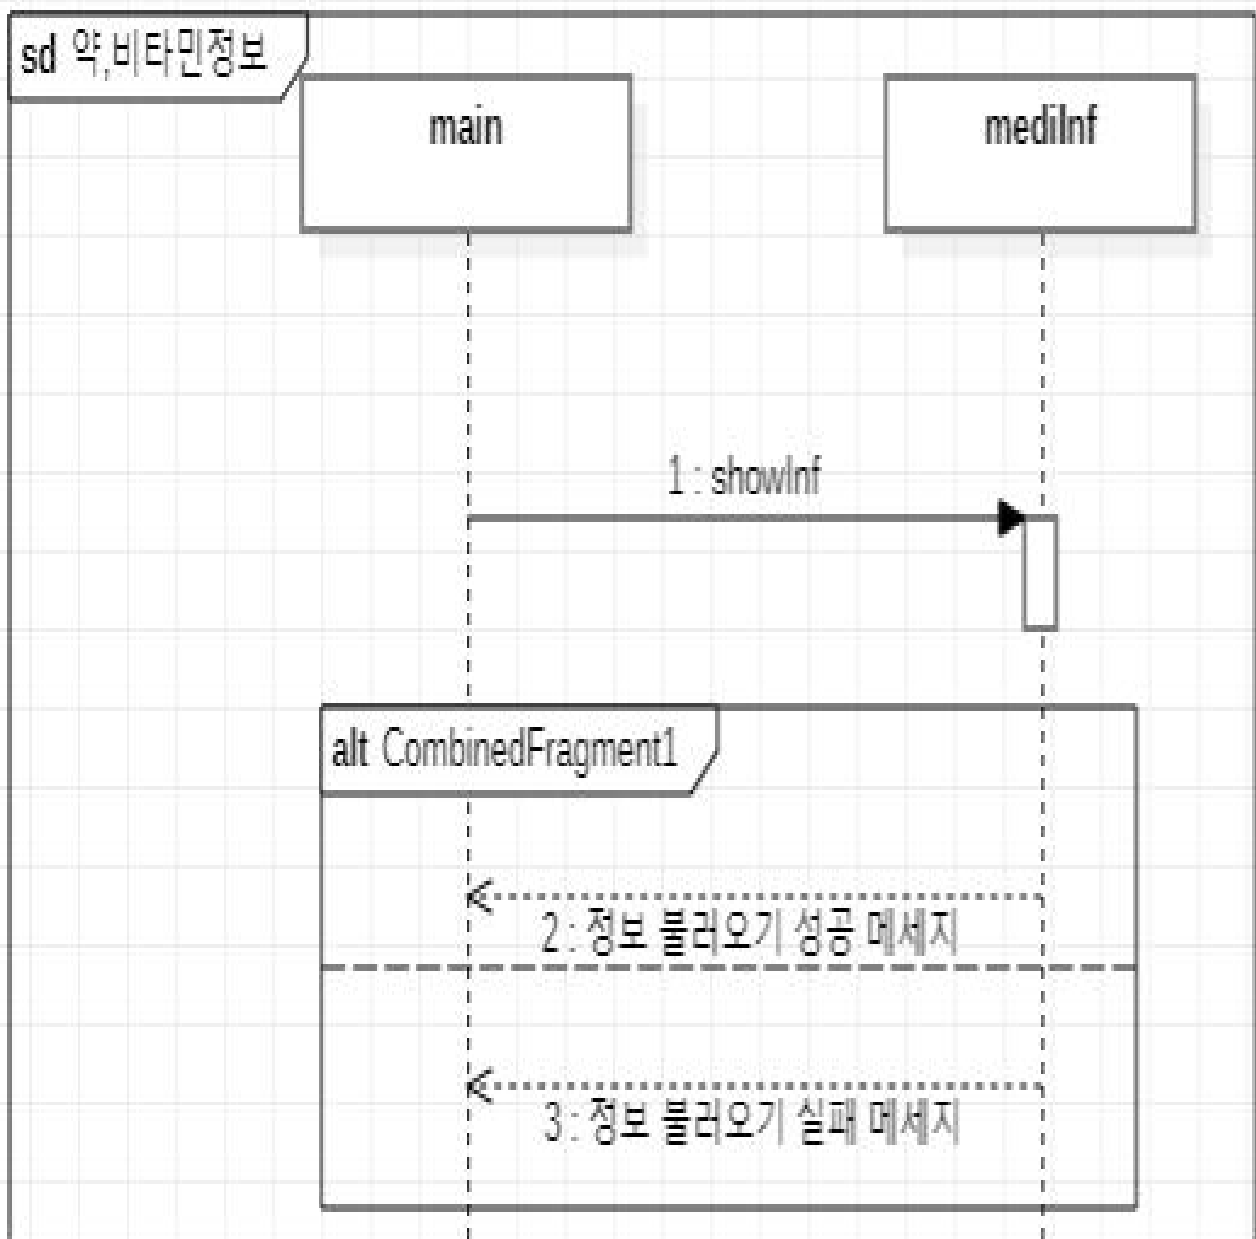 sd 약,비타민정보
main
mediInf
1 : showInf
alt CombinedFragment1
2 : 정보 불러오기 성공 메세지
3 : 정보 불러오기 실패 메세지